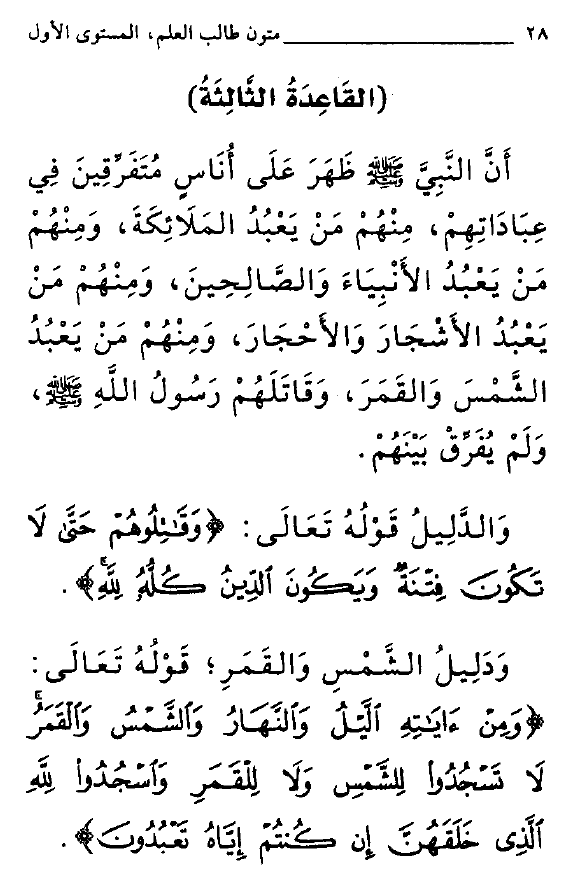 ٢٨ ــــــــــــــــــــــــ متون طالب العلم، المستوى الأول
(القَاعِدَةُ الثَّالِثَةُ)
أَنَّ النَّبِيَّ ﷺ ظَهَرَ عَلَى أُنَاسٍ مُتَفَرِّقِينَ فِي
عِبَادَاتِهِمْ، مِنْهُمْ مَنْ يَعْبُدُ المَلَائِكَةَ، وَمِنْهُمْ
مَنْ يَعْبُدُ الأَنْبِيَاءَ وَالصَّالِحِينَ، وَمِنْهُمْ مَنْ
يَعْبُدُ الأَشْجَارَ وَالأَحْجَارَ، وَمِنْهُمْ مَنْ يَعْبُدُ
الشَّمْسَ وَالقَمَرَ، وَقَاتَلَهُمْ رَسُولُ اللَّهِ ﷺ،
وَلَمْ يُفَرِّقْ بَيْنَهُمْ.
وَالدَّلِيلُ قَوْلُهُ تَعَالَى: ﴿وَقَٰتِلُوهُمۡ حَتَّىٰ لَا
تَكُونَ فِتۡنَةٞ وَيَكُونَ ٱلدِّينُ كُلُّهُۥ لِلَّهِۚ﴾.
وَدَلِيلُ الشَّمْسِ وَالقَمَرِ؛ قَوْلُهُ تَعَالَى:
﴿وَمِنۡ ءَايَٰتِهِ ٱلَّيۡلُ وَٱلنَّهَارُ وَٱلشَّمۡسُ وَٱلۡقَمَرُۚ
لَا تَسۡجُدُواْ لِلشَّمۡسِ وَلَا لِلۡقَمَرِ وَٱسۡجُدُواْۤ لِلَّهِ
ٱلَّذِي خَلَقَهُنَّ إِن كُنتُمۡ إِيَّاهُ تَعۡبُدُونَ﴾.